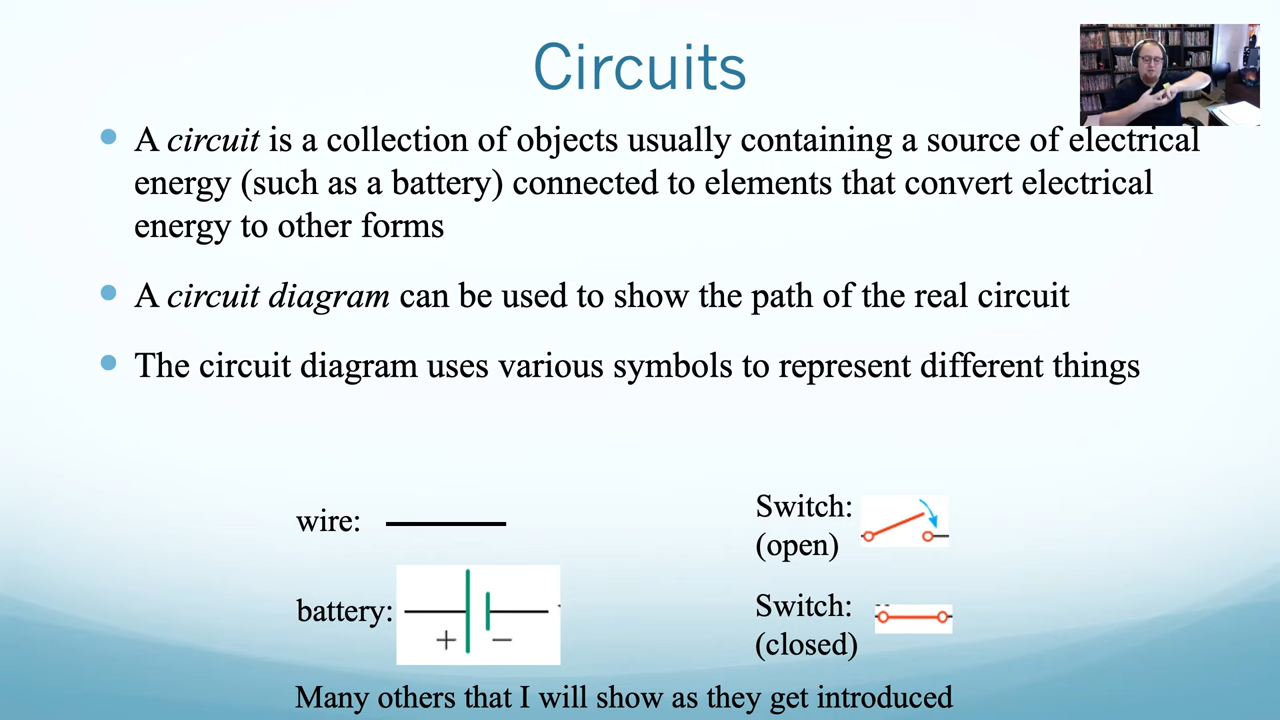 Circuits
A circuit is a collection of objects usually containing a source of electrical
energy (such as a battery) connected to elements that convert electrical
energy to other forms
A circuit diagram can be used to show the path of the real circuit
The circuit diagram uses various symbols to represent different things
wire:
battery:
+ −
Switch:
(open)
Switch:
(closed)
Many others that I will show as they get introduced